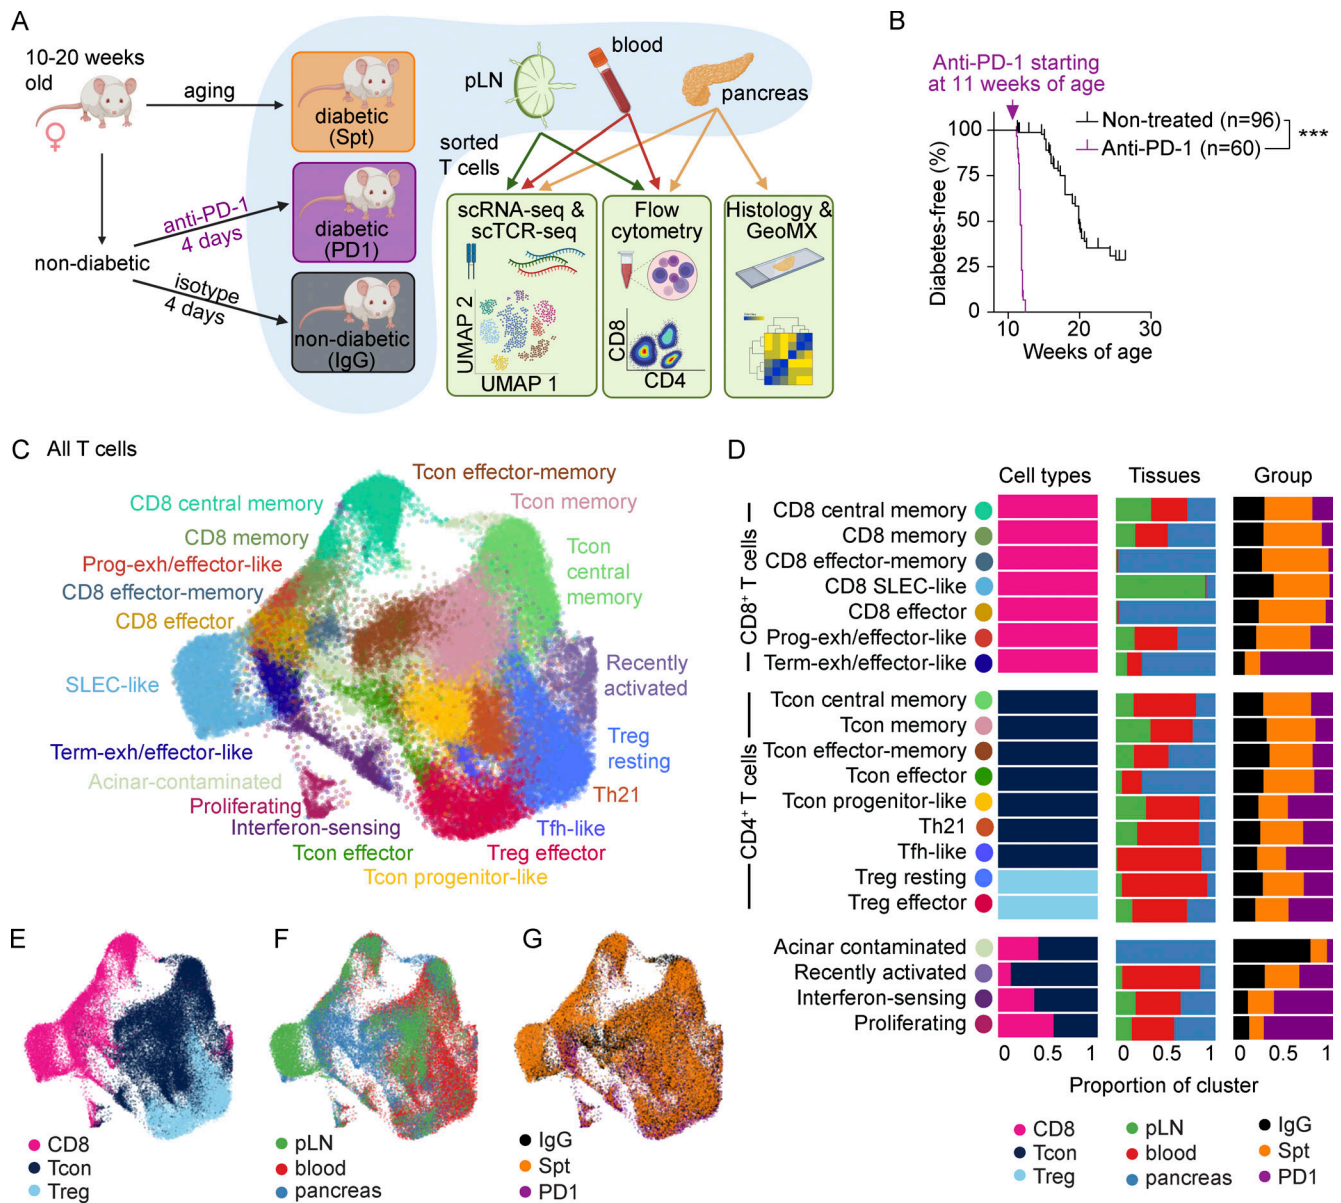 A
10-20 weeks
old
aging
diabetic
(Spt)
anti-PD-1
4 days
diabetic
(PD1)
non-diabetic
isotype
4 days
non-diabetic
(IgG)
pLN
blood
pancreas
sorted
T cells
scRNA-seq &
scTCR-seq
UMAP 2
UMAP 1
Flow
cytometry
CD8
CD4
Histology &
GeoMX
B
Anti-PD-1 starting
at 11 weeks of age
Non-treated (n=96)
Anti-PD-1 (n=60)
***
Diabetes-free (%)
100
75
50
25
0
10 20 30
Weeks of age
C All T cells
Tcon effector-memory
CD8 central memory
Tcon memory
CD8 memory
Prog-exh/effector-like
CD8 effector-memory
CD8 effector
Tcon
central
memory
SLEC-like
Recently
activated
Term-exh/effector-like
Treg
resting
Acinar-contaminated
Proliferating
Th21
Interferon-sensing
Tfh-like
Tcon effector
Treg effector
Tcon progenitor-like
D
Cell types Tissues Group
CD8⁺ T cells
CD8 central memory
CD8 memory
CD8 effector-memory
CD8 SLEC-like
CD8 effector
Prog-exh/effector-like
Term-exh/effector-like
CD4⁺ T cells
Tcon central memory
Tcon memory
Tcon effector-memory
Tcon effector
Tcon progenitor-like
Th21
Tfh-like
Treg resting
Treg effector
Acinar contaminated
Recently activated
Interferon-sensing
Proliferating
0 0.5 1 0 0.5 1 0 0.5 1
Proportion of cluster
CD8 pLN IgG
Tcon blood Spt
Treg pancreas PD1
E
CD8
Tcon
Treg
F
pLN
blood
pancreas
G
IgG
Spt
PD1